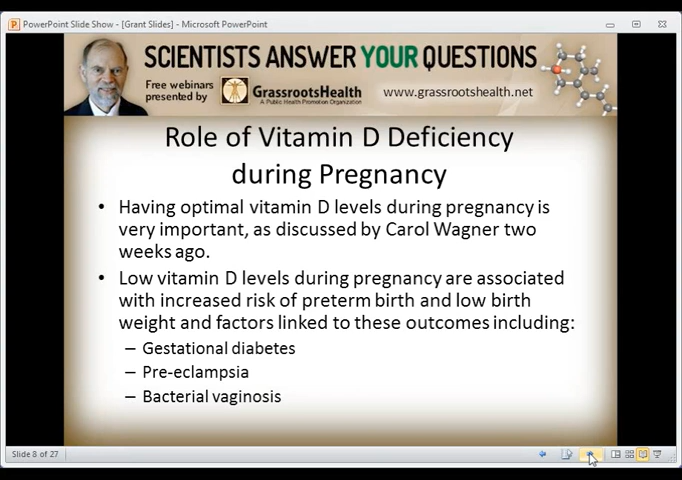 PowerPoint Slide Show - [Grant Slides] - Microsoft PowerPoint
SCIENTISTS ANSWER YOUR QUESTIONS
Free webinars
presented by
GrassrootsHealth
A Public Health Promotion Organization
www.grassrootshealth.net
Role of Vitamin D Deficiency
during Pregnancy
• Having optimal vitamin D levels during pregnancy is
very important, as discussed by Carol Wagner two
weeks ago.
• Low vitamin D levels during pregnancy are associated
with increased risk of preterm birth and low birth
weight and factors linked to these outcomes including:
– Gestational diabetes
– Pre-eclampsia
– Bacterial vaginosis
Slide 8 of 27